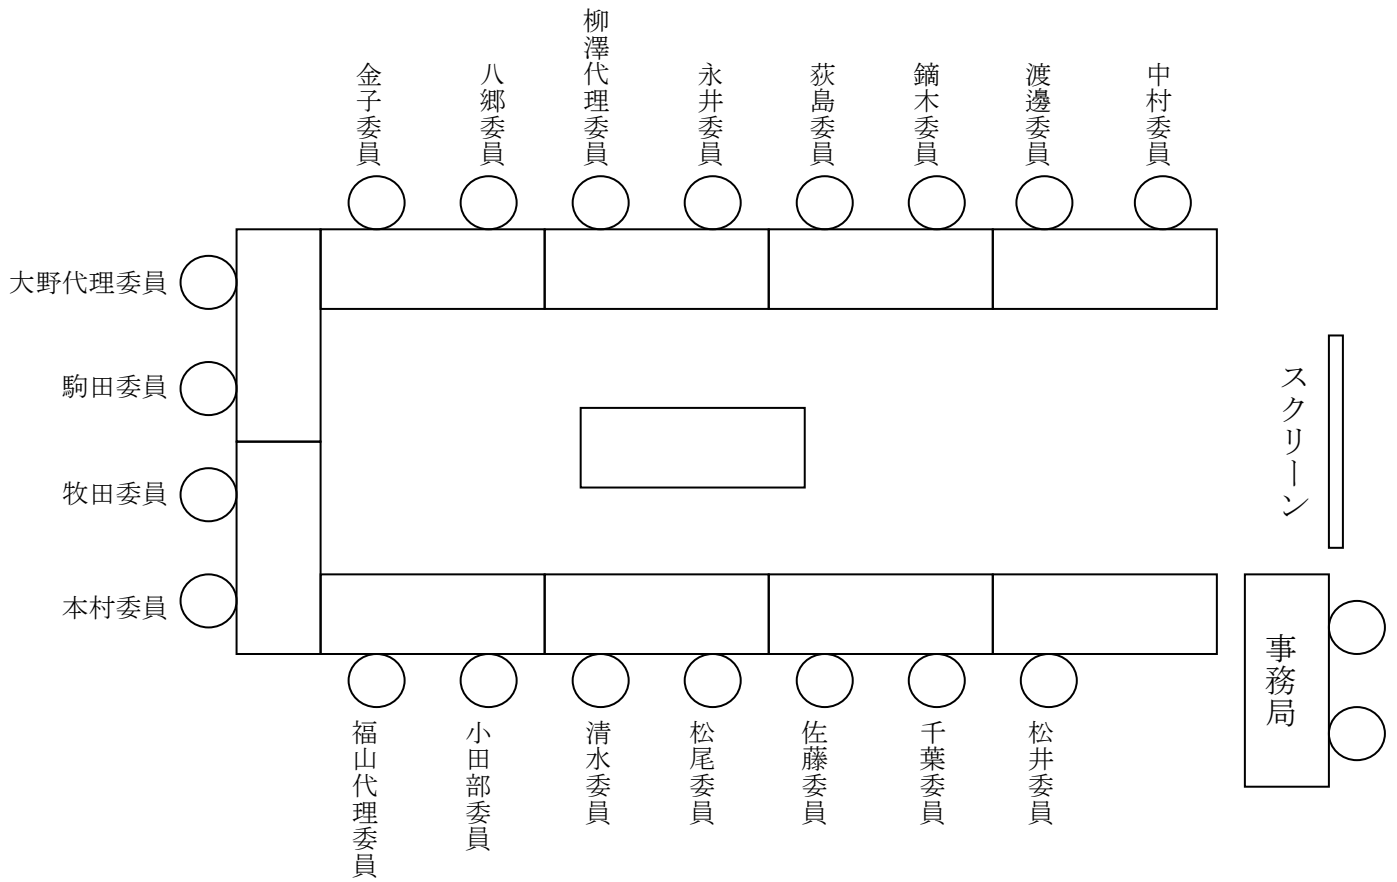 金子委員
八郷委員
柳澤代理委員
永井委員
荻島委員
鏑木委員
渡邊委員
中村委員
大野代理委員
駒田委員
牧田委員
本村委員
スクリーン
事務局
福山代理委員
小田部委員
清水委員
松尾委員
佐藤委員
千葉委員
松井委員